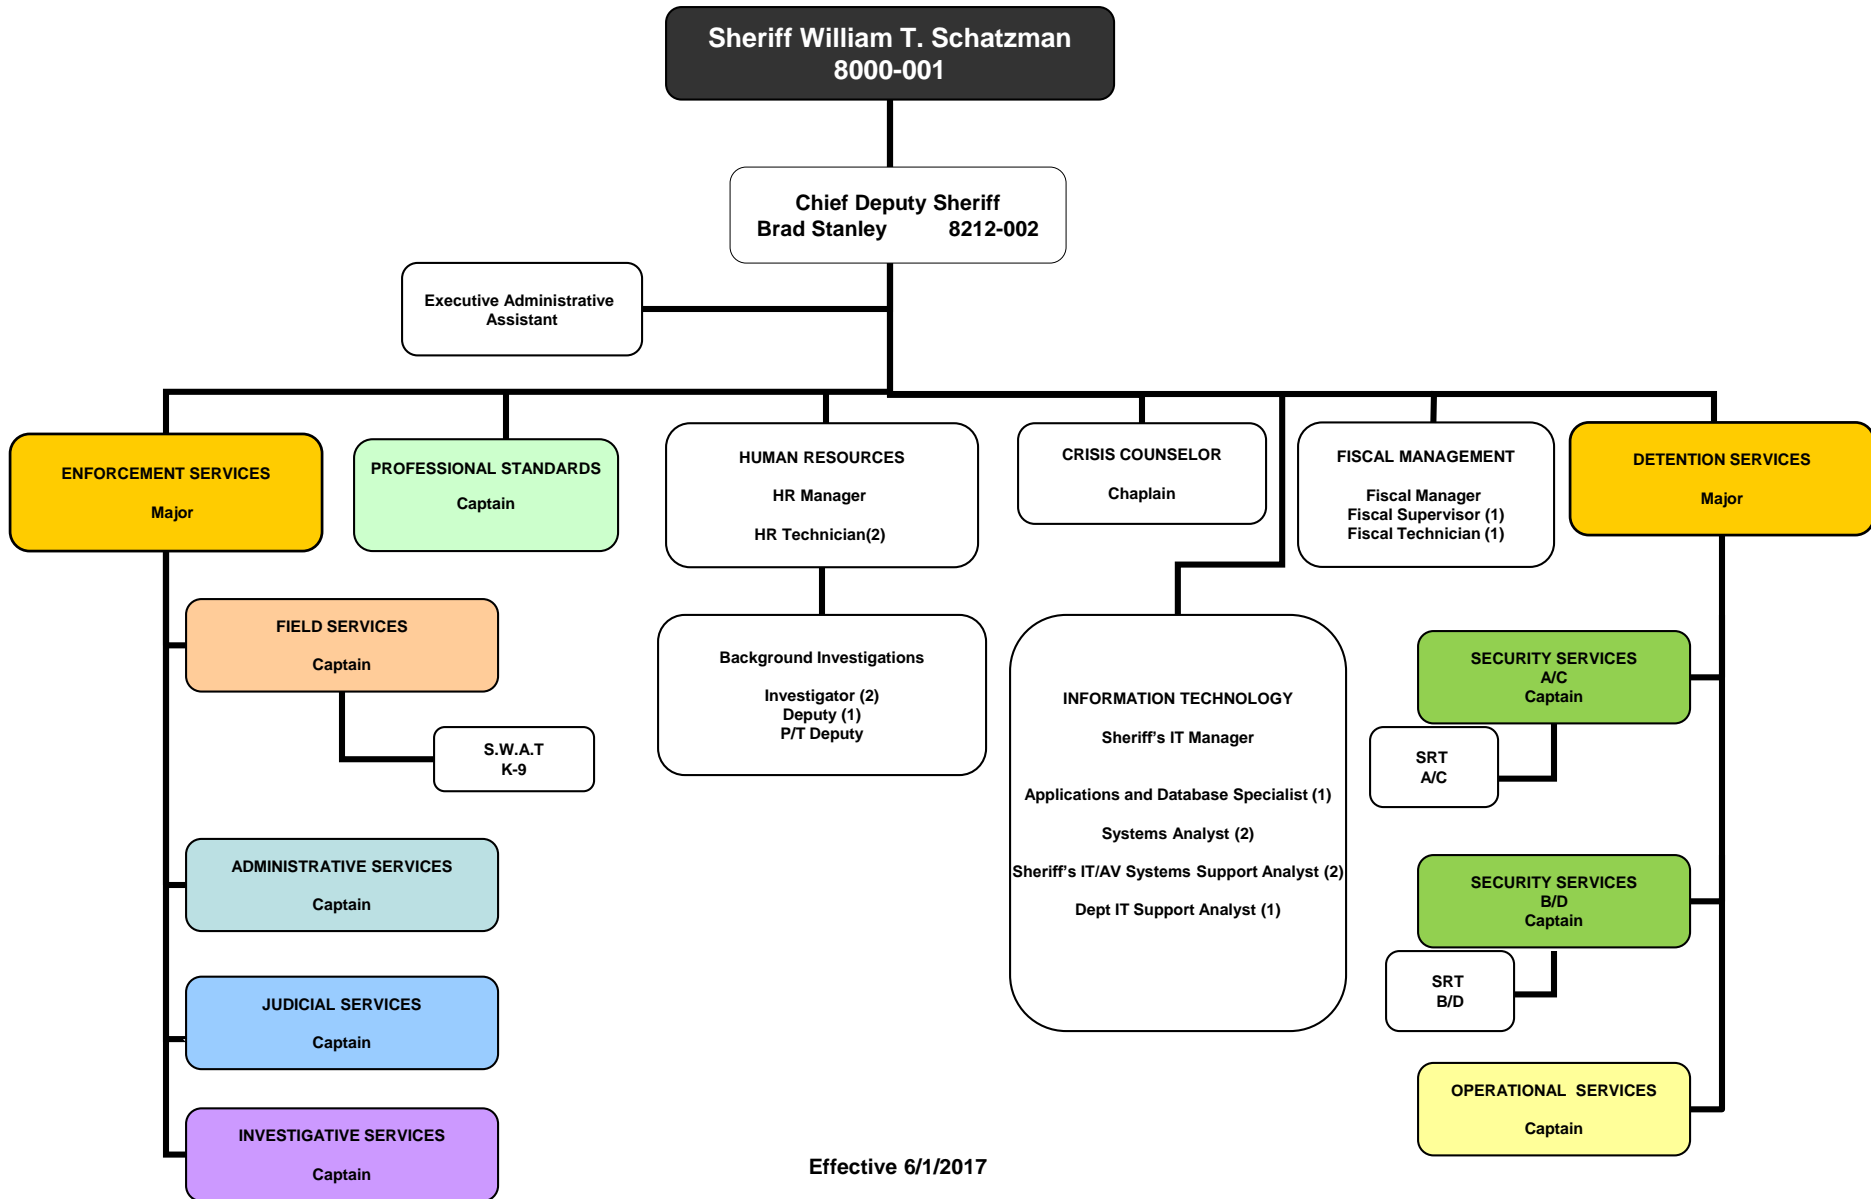 Sheriff William T. Schatzman
8000-001
Chief Deputy Sheriff
Brad Stanley 8212-002
Executive Administrative
Assistant
ENFORCEMENT SERVICES
Major
PROFESSIONAL STANDARDS
Captain
HUMAN RESOURCES
HR Manager
HR Technician(2)
CRISIS COUNSELOR
Chaplain
FISCAL MANAGEMENT
Fiscal Manager
Fiscal Supervisor (1)
Fiscal Technician (1)
DETENTION SERVICES
Major
FIELD SERVICES
Captain
S.W.A.T
K-9
Background Investigations
Investigator (2)
Deputy (1)
P/T Deputy
INFORMATION TECHNOLOGY
Sheriff's IT Manager
Applications and Database Specialist (1)
Systems Analyst (2)
Sheriff's IT/AV Systems Support Analyst (2)
Dept IT Support Analyst (1)
SECURITY SERVICES
A/C
Captain
SRT
A/C
ADMINISTRATIVE SERVICES
Captain
SECURITY SERVICES
B/D
Captain
SRT
B/D
JUDICIAL SERVICES
Captain
OPERATIONAL SERVICES
Captain
INVESTIGATIVE SERVICES
Captain
Effective 6/1/2017